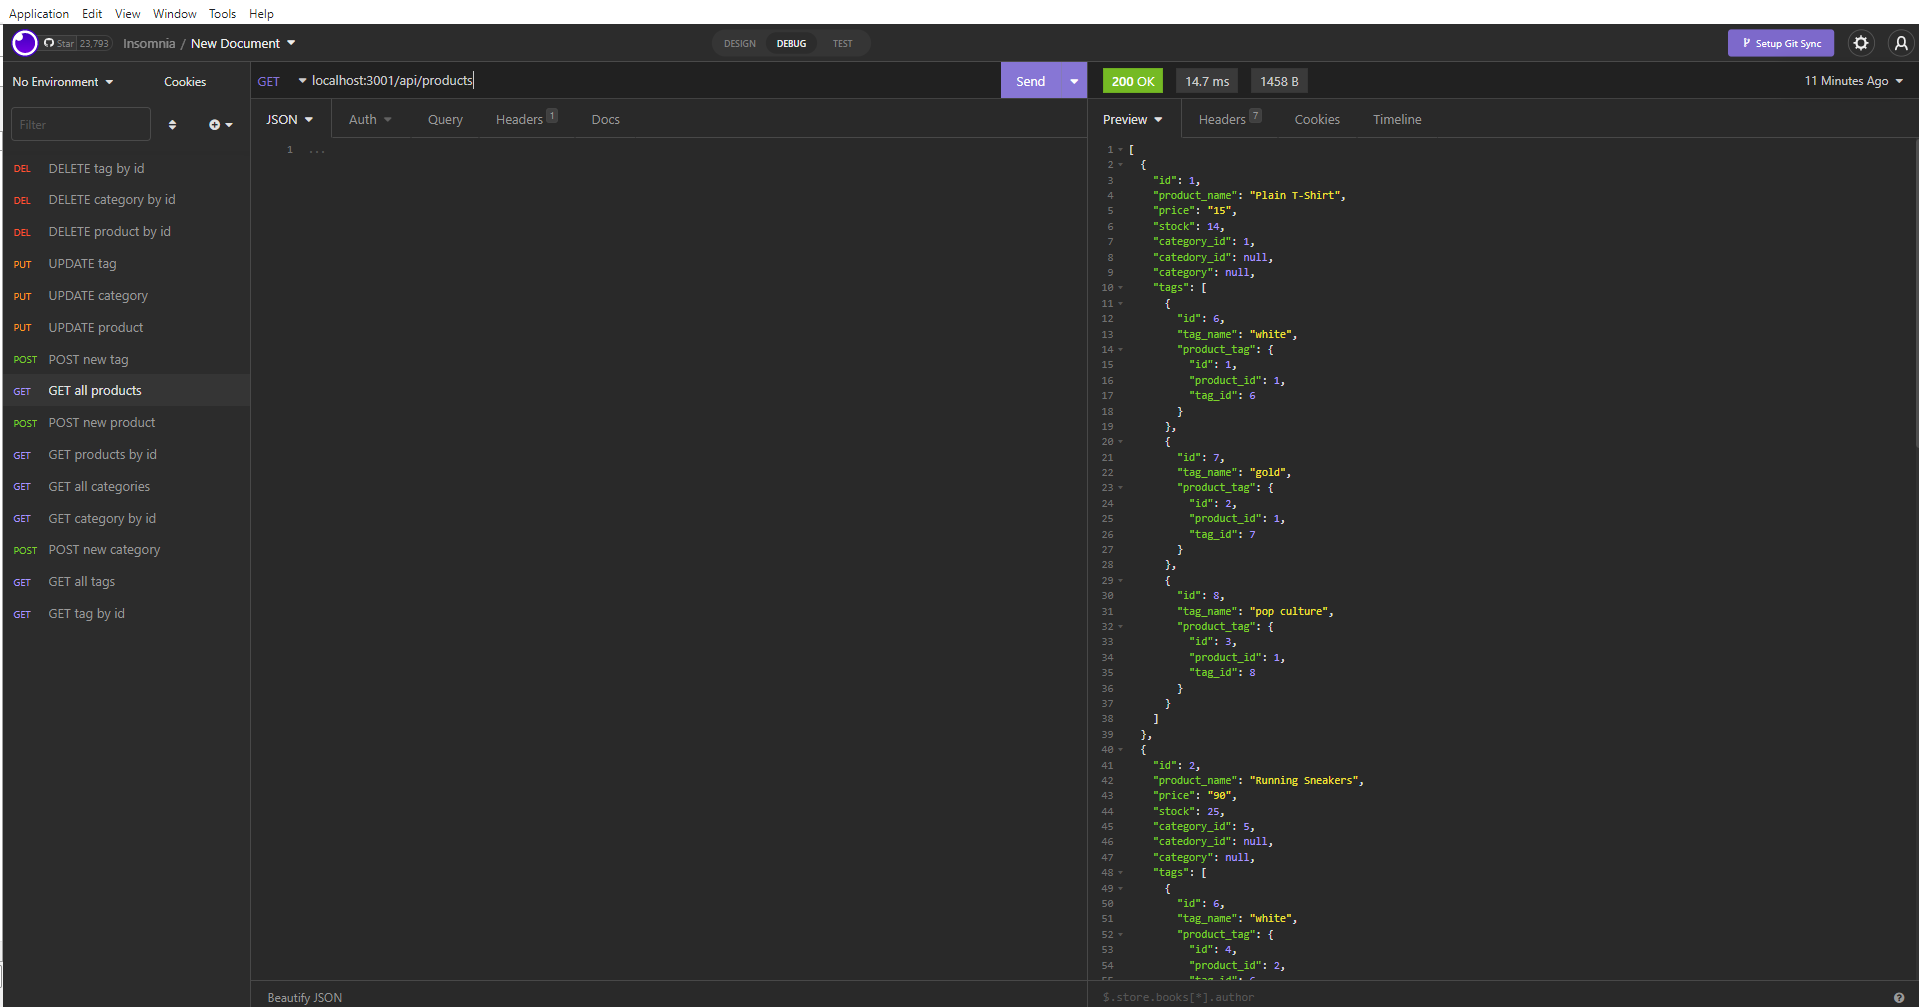 Application Edit View Window Tools Help
Star 23,793 Insomnia / New Document
DESIGN DEBUG TEST
Setup Git Sync
No Environment Cookies
GET localhost:3001/api/products
Send
200 OK 14.7 ms 1458 B 11 Minutes Ago
Filter
JSON Auth Query Headers 1 Docs
Preview Headers 7 Cookies Timeline
DEL DELETE tag by id
DEL DELETE category by id
DEL DELETE product by id
PUT UPDATE tag
PUT UPDATE category
PUT UPDATE product
POST POST new tag
GET GET all products
POST POST new product
GET GET products by id
GET GET all categories
GET GET category by id
POST POST new category
GET GET all tags
GET GET tag by id
1 ...
1 [
2 {
3 "id": 1,
4 "product_name": "Plain T-Shirt",
5 "price": "15",
6 "stock": 14,
7 "category_id": 1,
8 "catedory_id": null,
9 "category": null,
10 "tags": [
11 {
12 "id": 6,
13 "tag_name": "white",
14 "product_tag": {
15 "id": 1,
16 "product_id": 1,
17 "tag_id": 6
18 }
19 },
20 {
21 "id": 7,
22 "tag_name": "gold",
23 "product_tag": {
24 "id": 2,
25 "product_id": 1,
26 "tag_id": 7
27 }
28 },
29 {
30 "id": 8,
31 "tag_name": "pop culture",
32 "product_tag": {
33 "id": 3,
34 "product_id": 1,
35 "tag_id": 8
36 }
37 }
38 ]
39 },
40 {
41 "id": 2,
42 "product_name": "Running Sneakers",
43 "price": "90",
44 "stock": 25,
45 "category_id": 5,
46 "catedory_id": null,
47 "category": null,
48 "tags": [
49 {
50 "id": 6,
51 "tag_name": "white",
52 "product_tag": {
53 "id": 4,
54 "product_id": 2,
Beautify JSON
$.store.books[*].author